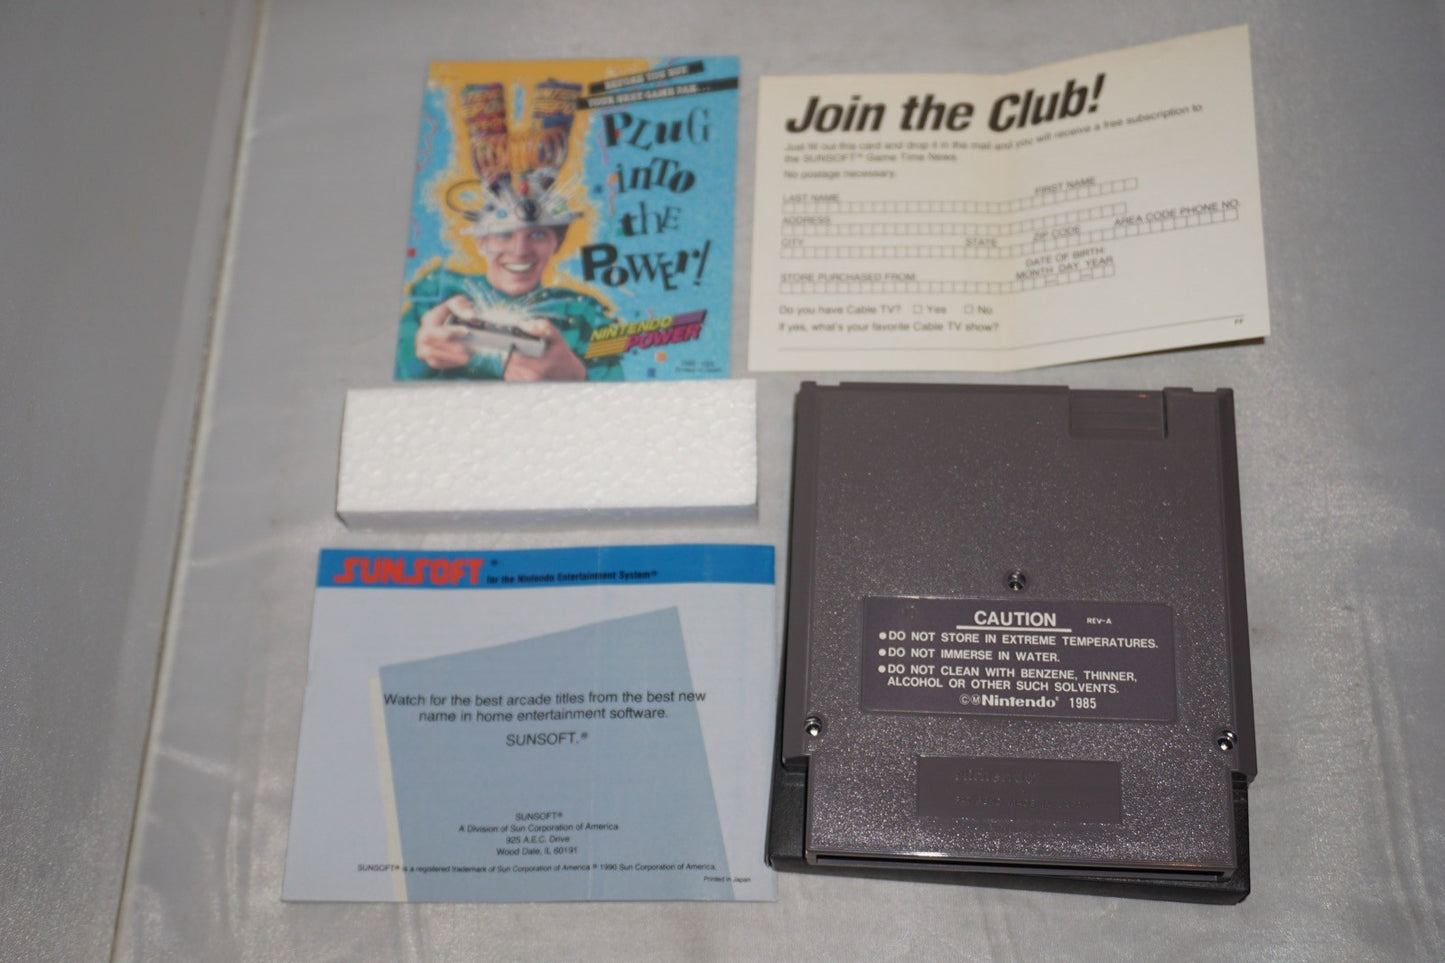 BEFORE YOU BUY
YOUR NEXT GAME PAK...
PLUG
INTO
the
POWER!
NINTENDO
POWER
Printed in Japan
Join the Club!
Just fill out this card and drop it in the mail and you will receive a free subscription to
the SUNSOFT™ Game Time News.
No postage necessary.
LAST NAME FIRST NAME
ADDRESS
CITY STATE ZIP CODE AREA CODE PHONE NO.
DATE OF BIRTH:
STORE PURCHASED FROM: MONTH DAY YEAR
Do you have Cable TV? □ Yes □ No
If yes, what's your favorite Cable TV show?
FF
SUNSOFT® for the Nintendo Entertainment System®
Watch for the best arcade titles from the best new
name in home entertainment software.
SUNSOFT.®
SUNSOFT®
A Division of Sun Corporation of America
925 A.E.C. Drive
Wood Dale, IL 60191
SUNSOFT® is a registered trademark of Sun Corporation of America © 1990 Sun Corporation of America.
Printed in Japan
CAUTION REV-A
●DO NOT STORE IN EXTREME TEMPERATURES.
●DO NOT IMMERSE IN WATER.
●DO NOT CLEAN WITH BENZENE, THINNER,
ALCOHOL OR OTHER SUCH SOLVENTS.
©ⓂNintendo® 1985
Nintendo®